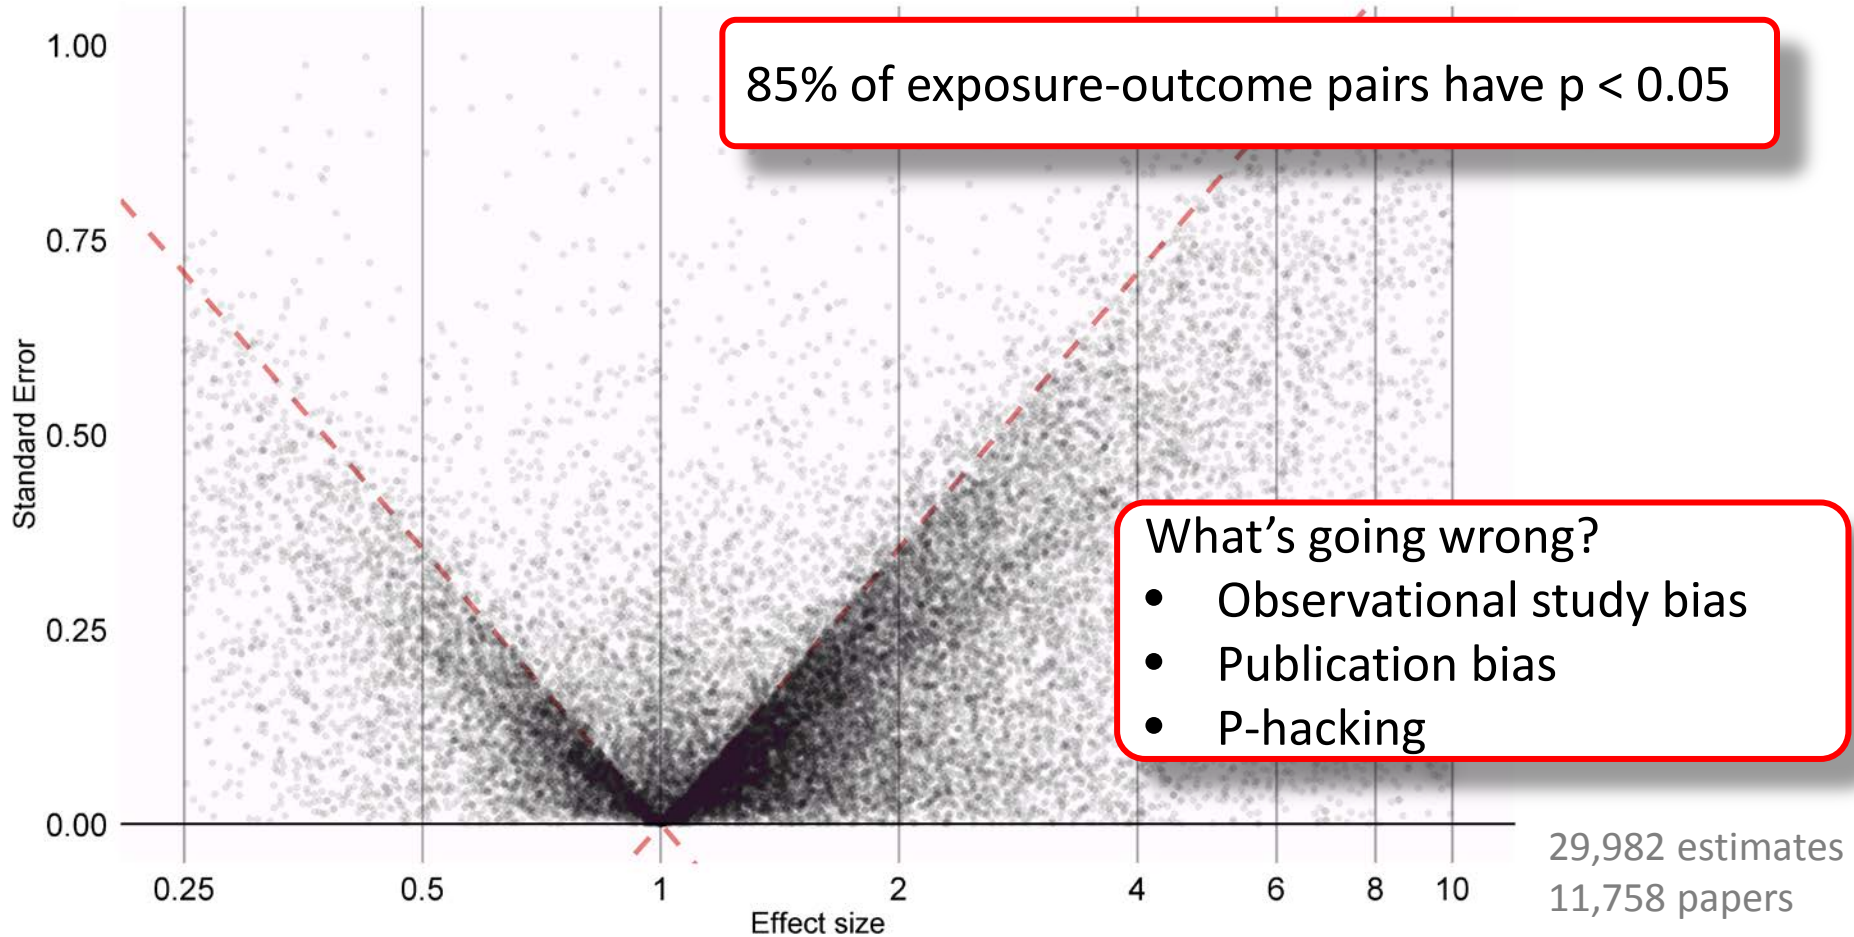 1.00
0.75
0.50
0.25
0.00
Standard Error
85% of exposure-outcome pairs have p < 0.05
What’s going wrong?
• Observational study bias
• Publication bias
• P-hacking
0.25 0.5 1 2 4 6 8 10
Effect size
29,982 estimates
11,758 papers